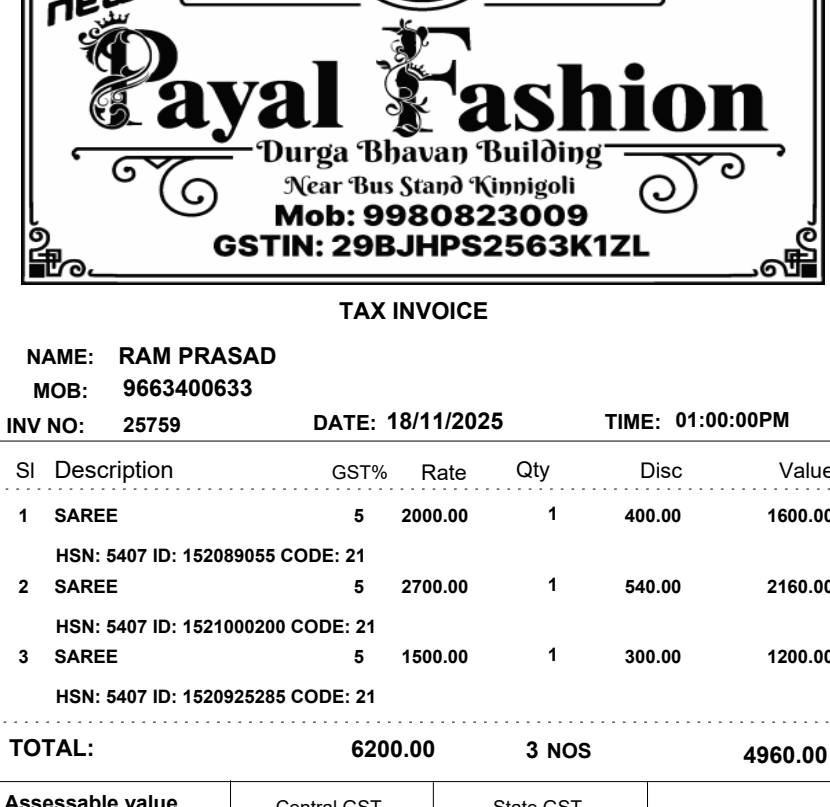 new
Payal Fashion
Durga Bhavan Building
Near Bus Stand Kinnigoli
Mob: 9980823009
GSTIN: 29BJHPS2563K1ZL
TAX INVOICE
NAME: RAM PRASAD
MOB: 9663400633
INV NO: 25759 DATE: 18/11/2025 TIME: 01:00:00PM
Sl Description GST% Rate Qty Disc Value
1 SAREE 5 2000.00 1 400.00 1600.00
HSN: 5407 ID: 152089055 CODE: 21
2 SAREE 5 2700.00 1 540.00 2160.00
HSN: 5407 ID: 1521000200 CODE: 21
3 SAREE 5 1500.00 1 300.00 1200.00
HSN: 5407 ID: 1520925285 CODE: 21
TOTAL: 6200.00 3 NOS 4960.00
Assessable value Central GST State GST